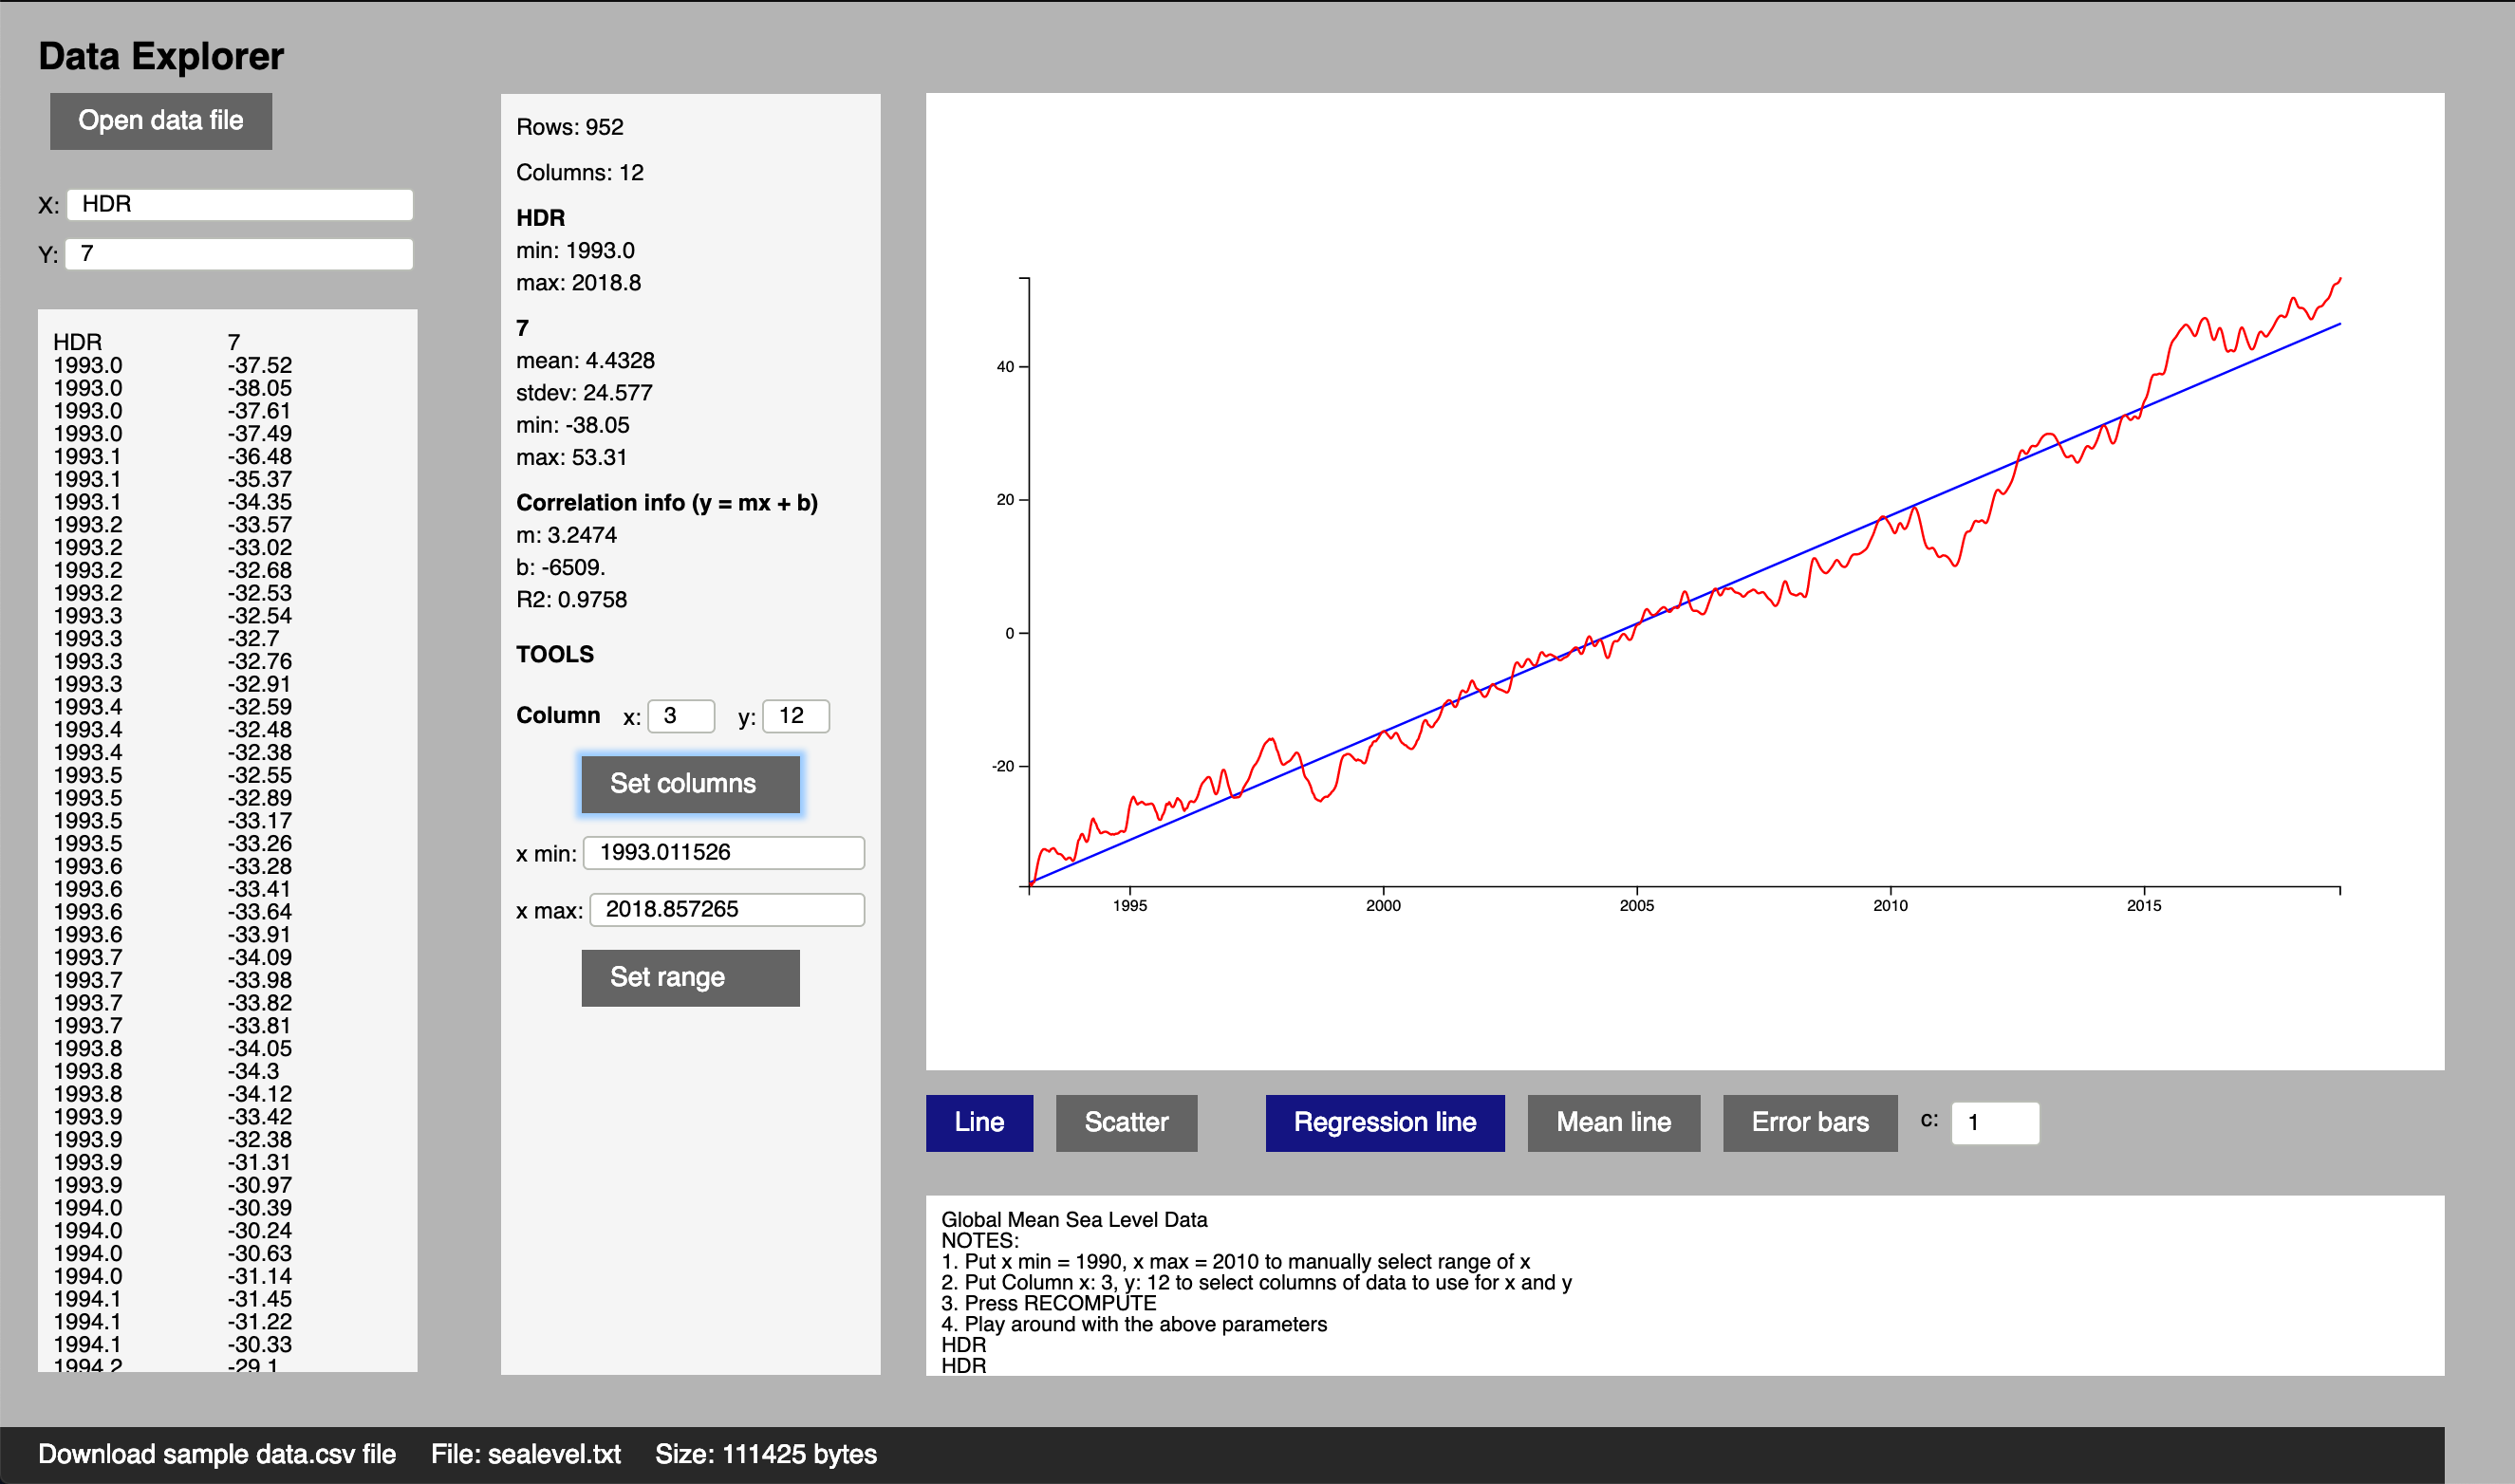 Data Explorer
Open data file
X: HDR
Y: 7
HDR 7
1993.0 -37.52
1993.0 -38.05
1993.0 -37.61
1993.0 -37.49
1993.1 -36.48
1993.1 -35.37
1993.1 -34.35
1993.2 -33.57
1993.2 -33.02
1993.2 -32.68
1993.2 -32.53
1993.3 -32.54
1993.3 -32.7
1993.3 -32.76
1993.3 -32.91
1993.4 -32.59
1993.4 -32.48
1993.4 -32.38
1993.5 -32.55
1993.5 -32.89
1993.5 -33.17
1993.5 -33.26
1993.6 -33.28
1993.6 -33.41
1993.6 -33.64
1993.6 -33.91
1993.7 -34.09
1993.7 -33.98
1993.7 -33.82
1993.7 -33.81
1993.8 -34.05
1993.8 -34.3
1993.8 -34.12
1993.9 -33.42
1993.9 -32.38
1993.9 -31.31
1993.9 -30.97
1994.0 -30.39
1994.0 -30.24
1994.0 -30.63
1994.0 -31.14
1994.1 -31.45
1994.1 -31.22
1994.1 -30.33
1994.2 -29.1
Rows: 952
Columns: 12
HDR
min: 1993.0
max: 2018.8
7
mean: 4.4328
stdev: 24.577
min: -38.05
max: 53.31
Correlation info (y = mx + b)
m: 3.2474
b: -6509.
R2: 0.9758
TOOLS
Column x: 3 y: 12
Set columns
x min: 1993.011526
x max: 2018.857265
Set range
40
20
0
-20
1995 2000 2005 2010 2015
Line Scatter Regression line Mean line Error bars c: 1
Global Mean Sea Level Data
NOTES:
1. Put x min = 1990, x max = 2010 to manually select range of x
2. Put Column x: 3, y: 12 to select columns of data to use for x and y
3. Press RECOMPUTE
4. Play around with the above parameters
HDR
HDR
Download sample data.csv file File: sealevel.txt Size: 111425 bytes